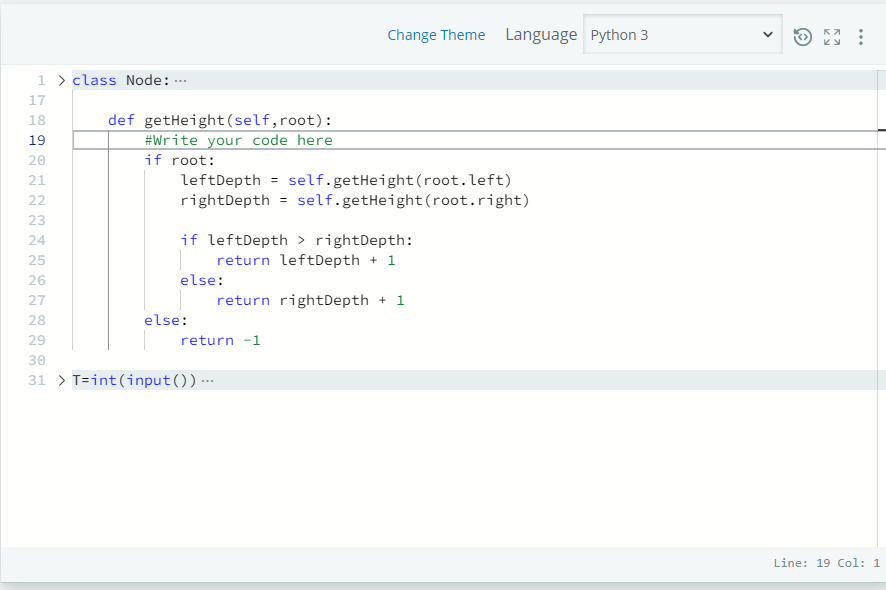 Change Theme Language Python 3
1 > class Node: ···
17
18 def getHeight(self,root):
19 #Write your code here
20 if root:
21 leftDepth = self.getHeight(root.left)
22 rightDepth = self.getHeight(root.right)
23
24 if leftDepth > rightDepth:
25 return leftDepth + 1
26 else:
27 return rightDepth + 1
28 else:
29 return -1
30
31 > T=int(input()) ···
Line: 19 Col: 1